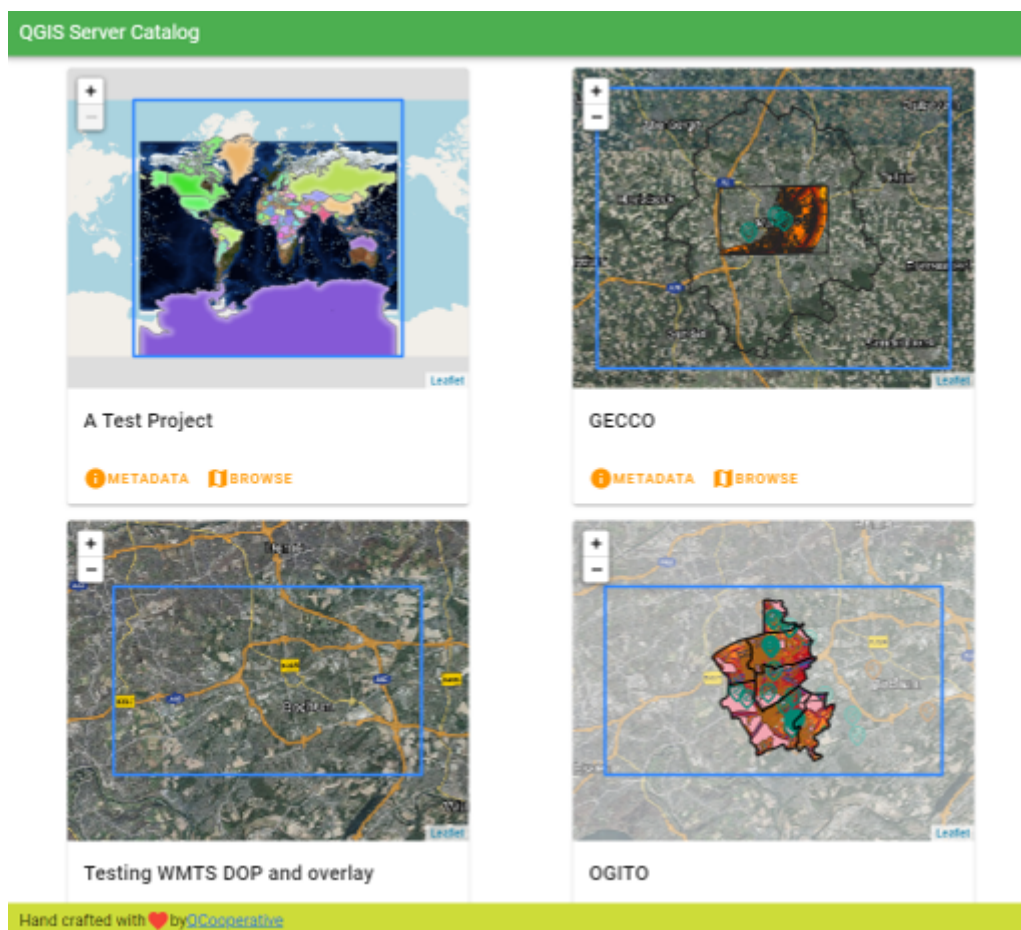 QGIS Server Catalog
+
−
Leaflet
A Test Project
METADATA BROWSE
+
−
Leaflet
GECCO
METADATA BROWSE
+
−
Leaflet
Testing WMTS DOP and overlay
+
−
Leaflet
OGITO
Hand crafted with ❤ by QCooperative